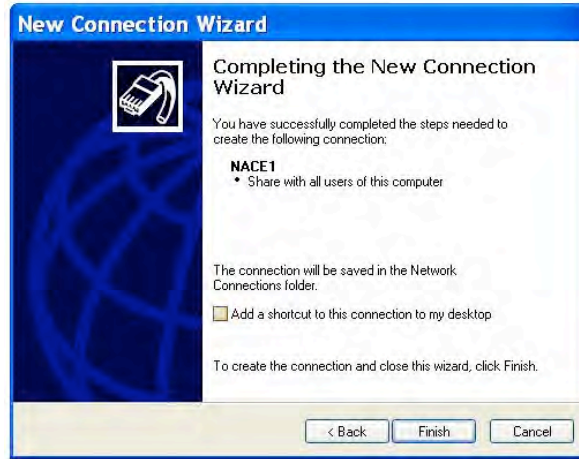 New Connection Wizard
Completing the New Connection
Wizard
You have successfully completed the steps needed to
create the following connection:
NACE1
• Share with all users of this computer
The connection will be saved in the Network
Connections folder.
Add a shortcut to this connection to my desktop
To create the connection and close this wizard, click Finish.
< Back Finish Cancel